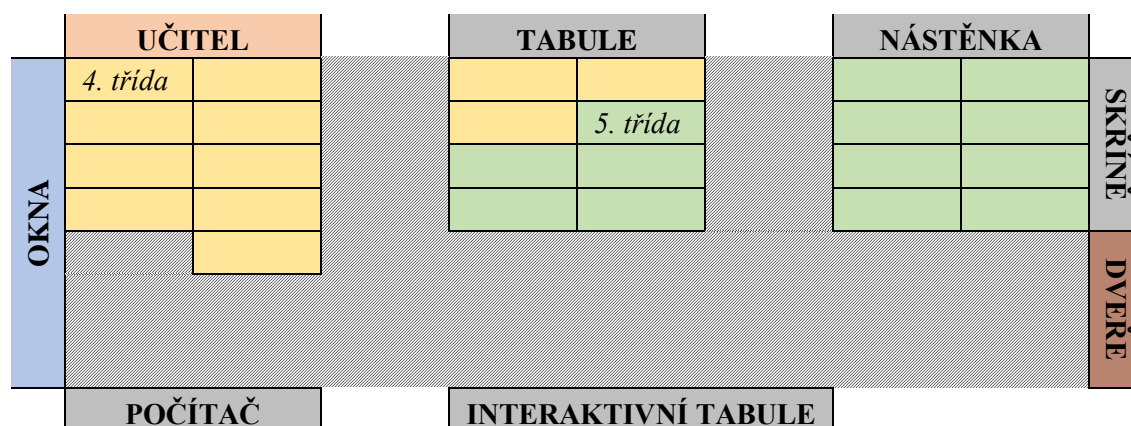 UČITEL TABULE NÁSTĚNKA
4. třída
5. třída
OKNA
SKŘÍNĚ
DVEŘE
POČÍTAČ INTERAKTIVNÍ TABULE